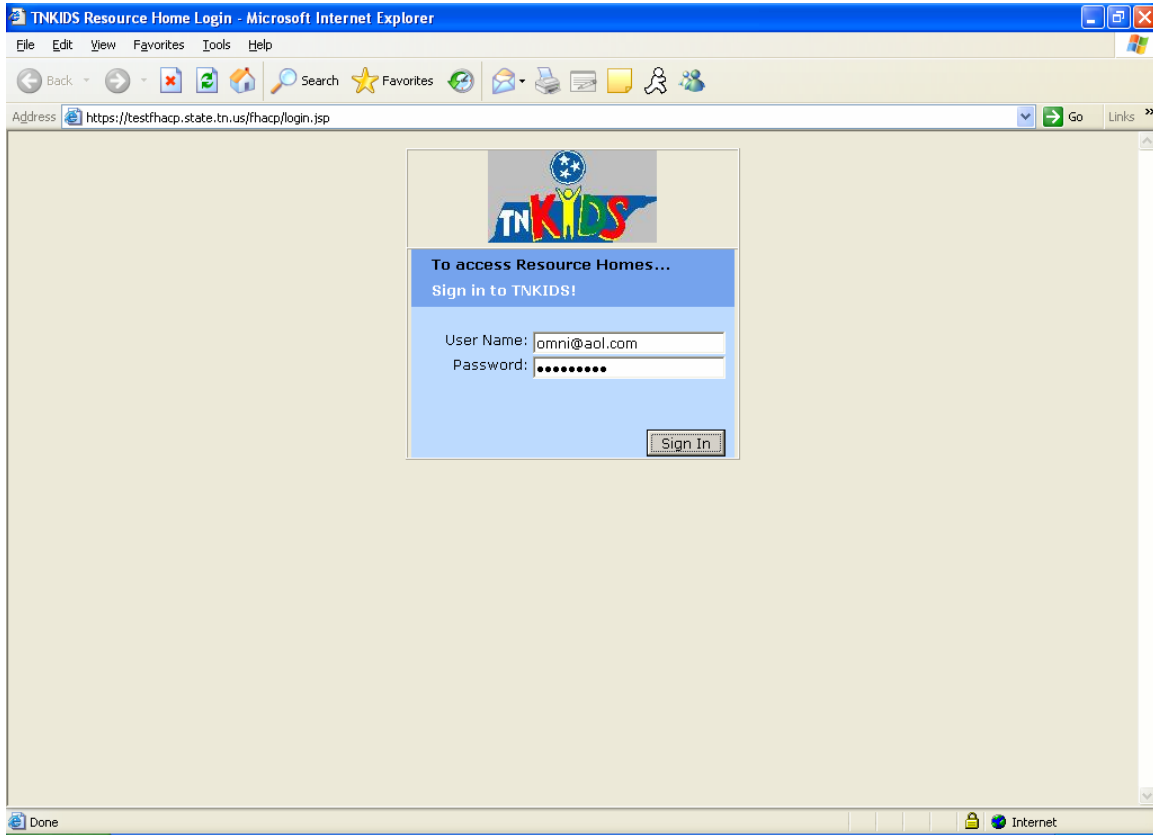 TNKIDS Resource Home Login - Microsoft Internet Explorer
File Edit View Favorites Tools Help
Back Search Favorites
Address https://testfhacp.state.tn.us/fhacp/login.jsp Go Links »
TNKIDS
To access Resource Homes...
Sign in to TNKIDS!
User Name: omni@aol.com
Password: •••••••••
Sign In
Done Internet